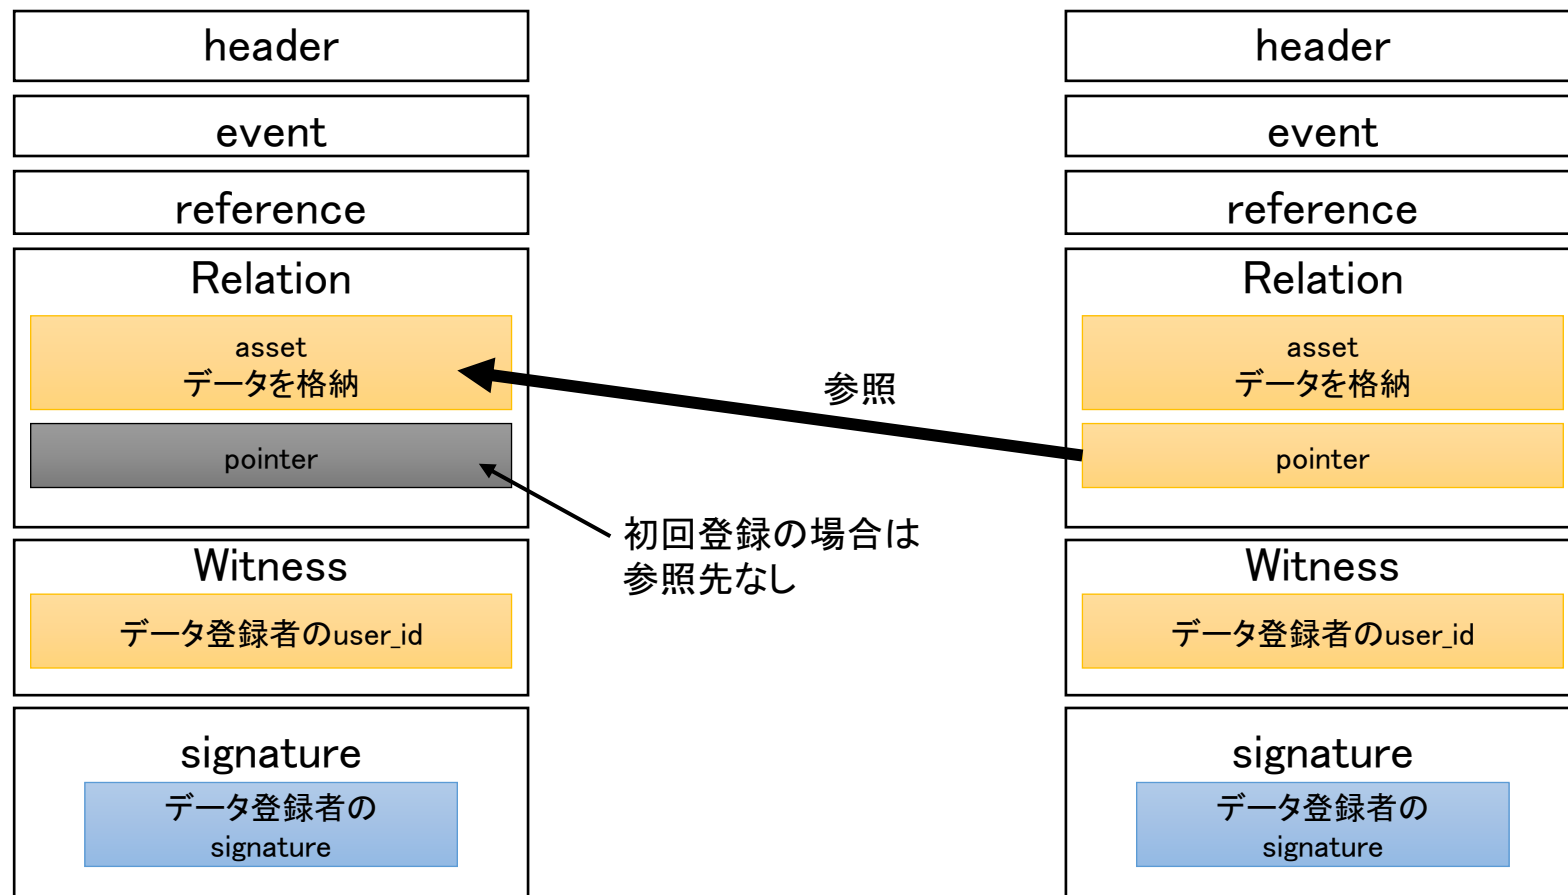 header
event
reference
Relation
asset
データを格納
pointer
Witness
データ登録者のuser_id
signature
データ登録者の
signature
参照
初回登録の場合は
参照先なし
header
event
reference
Relation
asset
データを格納
pointer
Witness
データ登録者のuser_id
signature
データ登録者の
signature